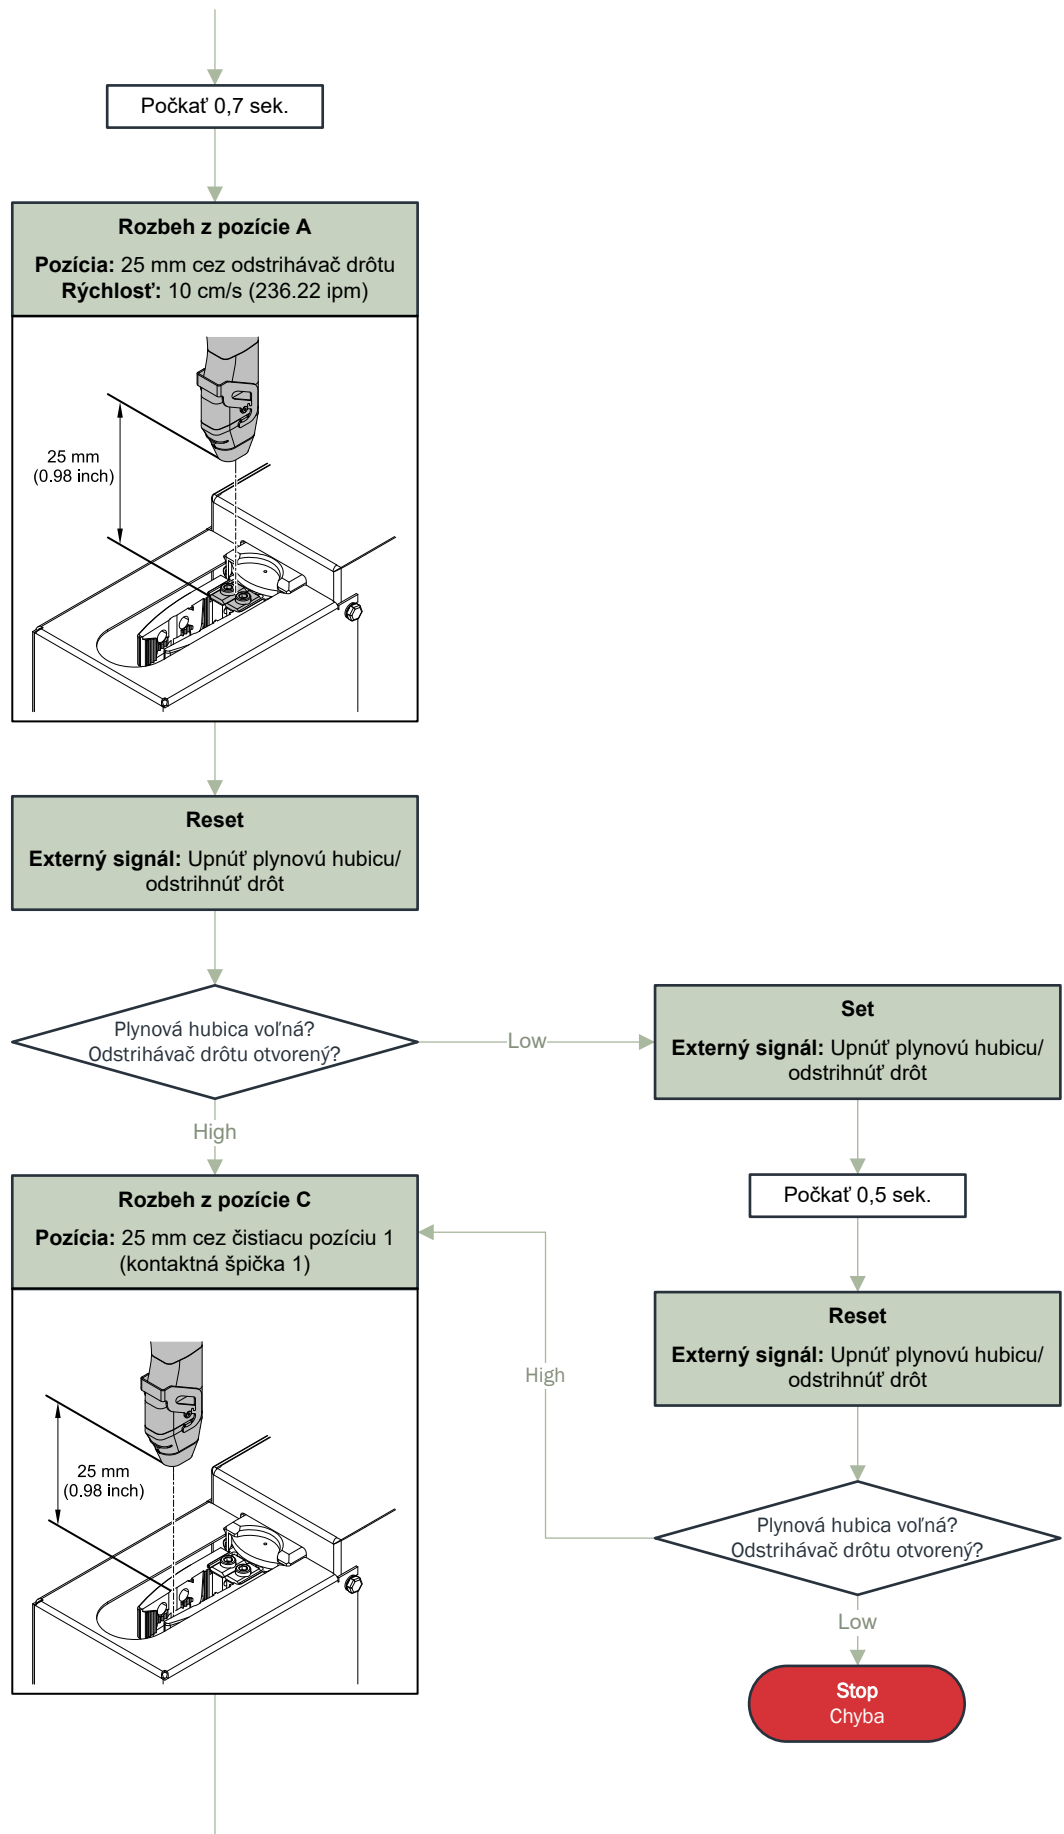 Počkať 0,7 sek.
Rozbeh z pozície A
Pozícia: 25 mm cez odstrihávač drôtu
Rýchlosť: 10 cm/s (236.22 ipm)
25 mm
(0.98 inch)
Reset
Externý signál: Upnúť plynovú hubicu/
odstrihnúť drôt
Plynová hubica voľná?
Odstrihávač drôtu otvorený?
Low
Set
Externý signál: Upnúť plynovú hubicu/
odstrihnúť drôt
High
Počkať 0,5 sek.
Rozbeh z pozície C
Pozícia: 25 mm cez čistiacu pozíciu 1
(kontaktná špička 1)
25 mm
(0.98 inch)
Reset
Externý signál: Upnúť plynovú hubicu/
odstrihnúť drôt
High
Plynová hubica voľná?
Odstrihávač drôtu otvorený?
Low
Stop
Chyba